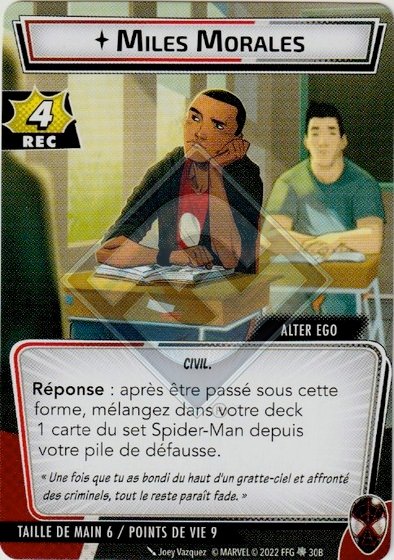 Miles Morales
4
REC
ALTER EGO
CIVIL.
Réponse : après être passé sous cette
forme, mélangez dans votre deck
1 carte du set Spider-Man depuis
votre pile de défausse.
« Une fois que tu as bondi du haut d'un gratte-ciel et affronté
des criminels, tout le reste paraît fade. »
TAILLE DE MAIN 6 / POINTS DE VIE 9
Joey Vazquez © MARVEL © 2022 FFG 30B